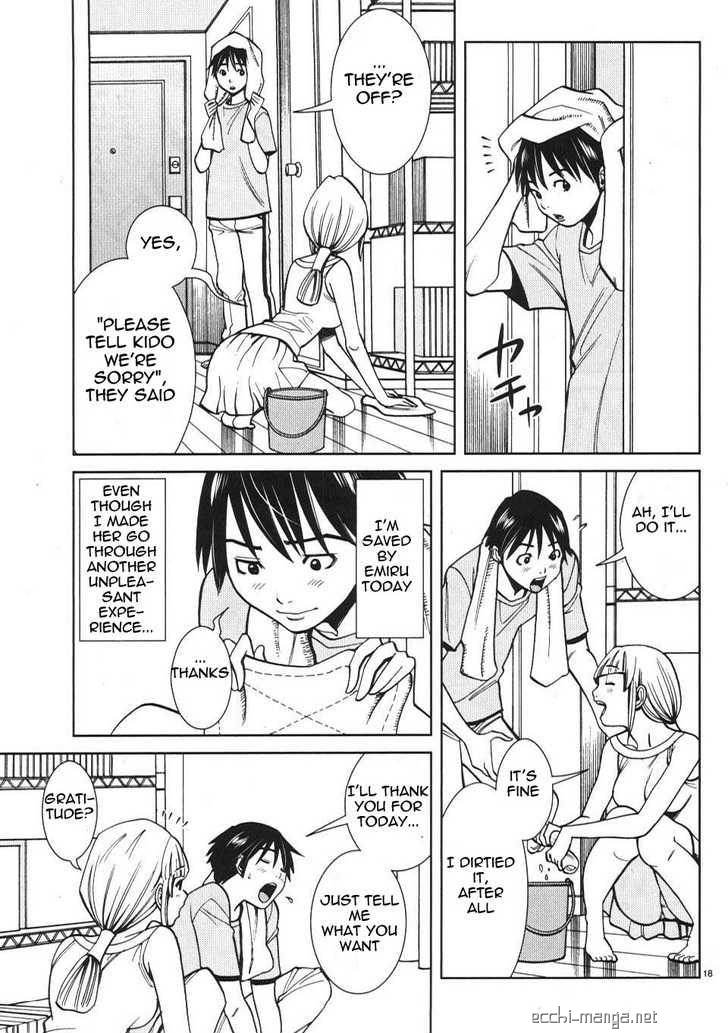 カチャ
...
THEY'RE
OFF?
YES,
"PLEASE
TELL KIDO
WE'RE
SORRY",
THEY SAID
AH, I'LL
DO IT...
IT'S
FINE
I DIRTIED
IT,
AFTER
ALL
I'M
SAVED
BY
EMIRU
TODAY
EVEN
THOUGH
I MADE
HER GO
THROUGH
ANOTHER
UNPLEA-
SANT
EXPE-
RIENCE...
...
THANKS
I'LL THANK
YOU FOR
TODAY...
JUST TELL
ME
WHAT YOU
WANT
GRATI-
TUDE?
18
ecchi-manga.net